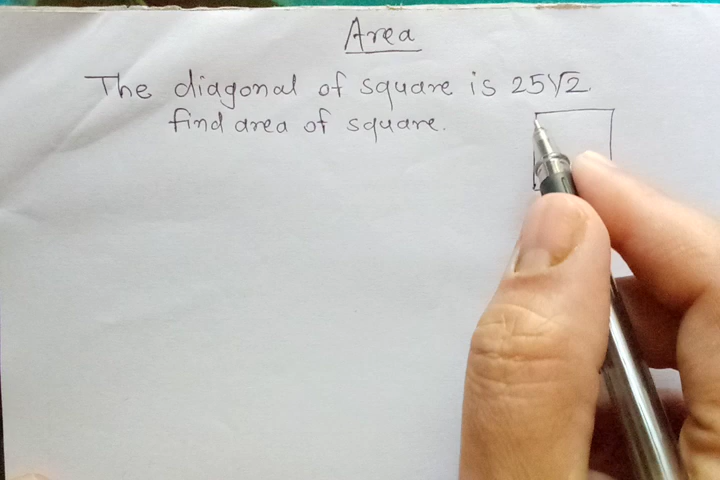 Area
The diagonal of square is 25√2.
find area of square.